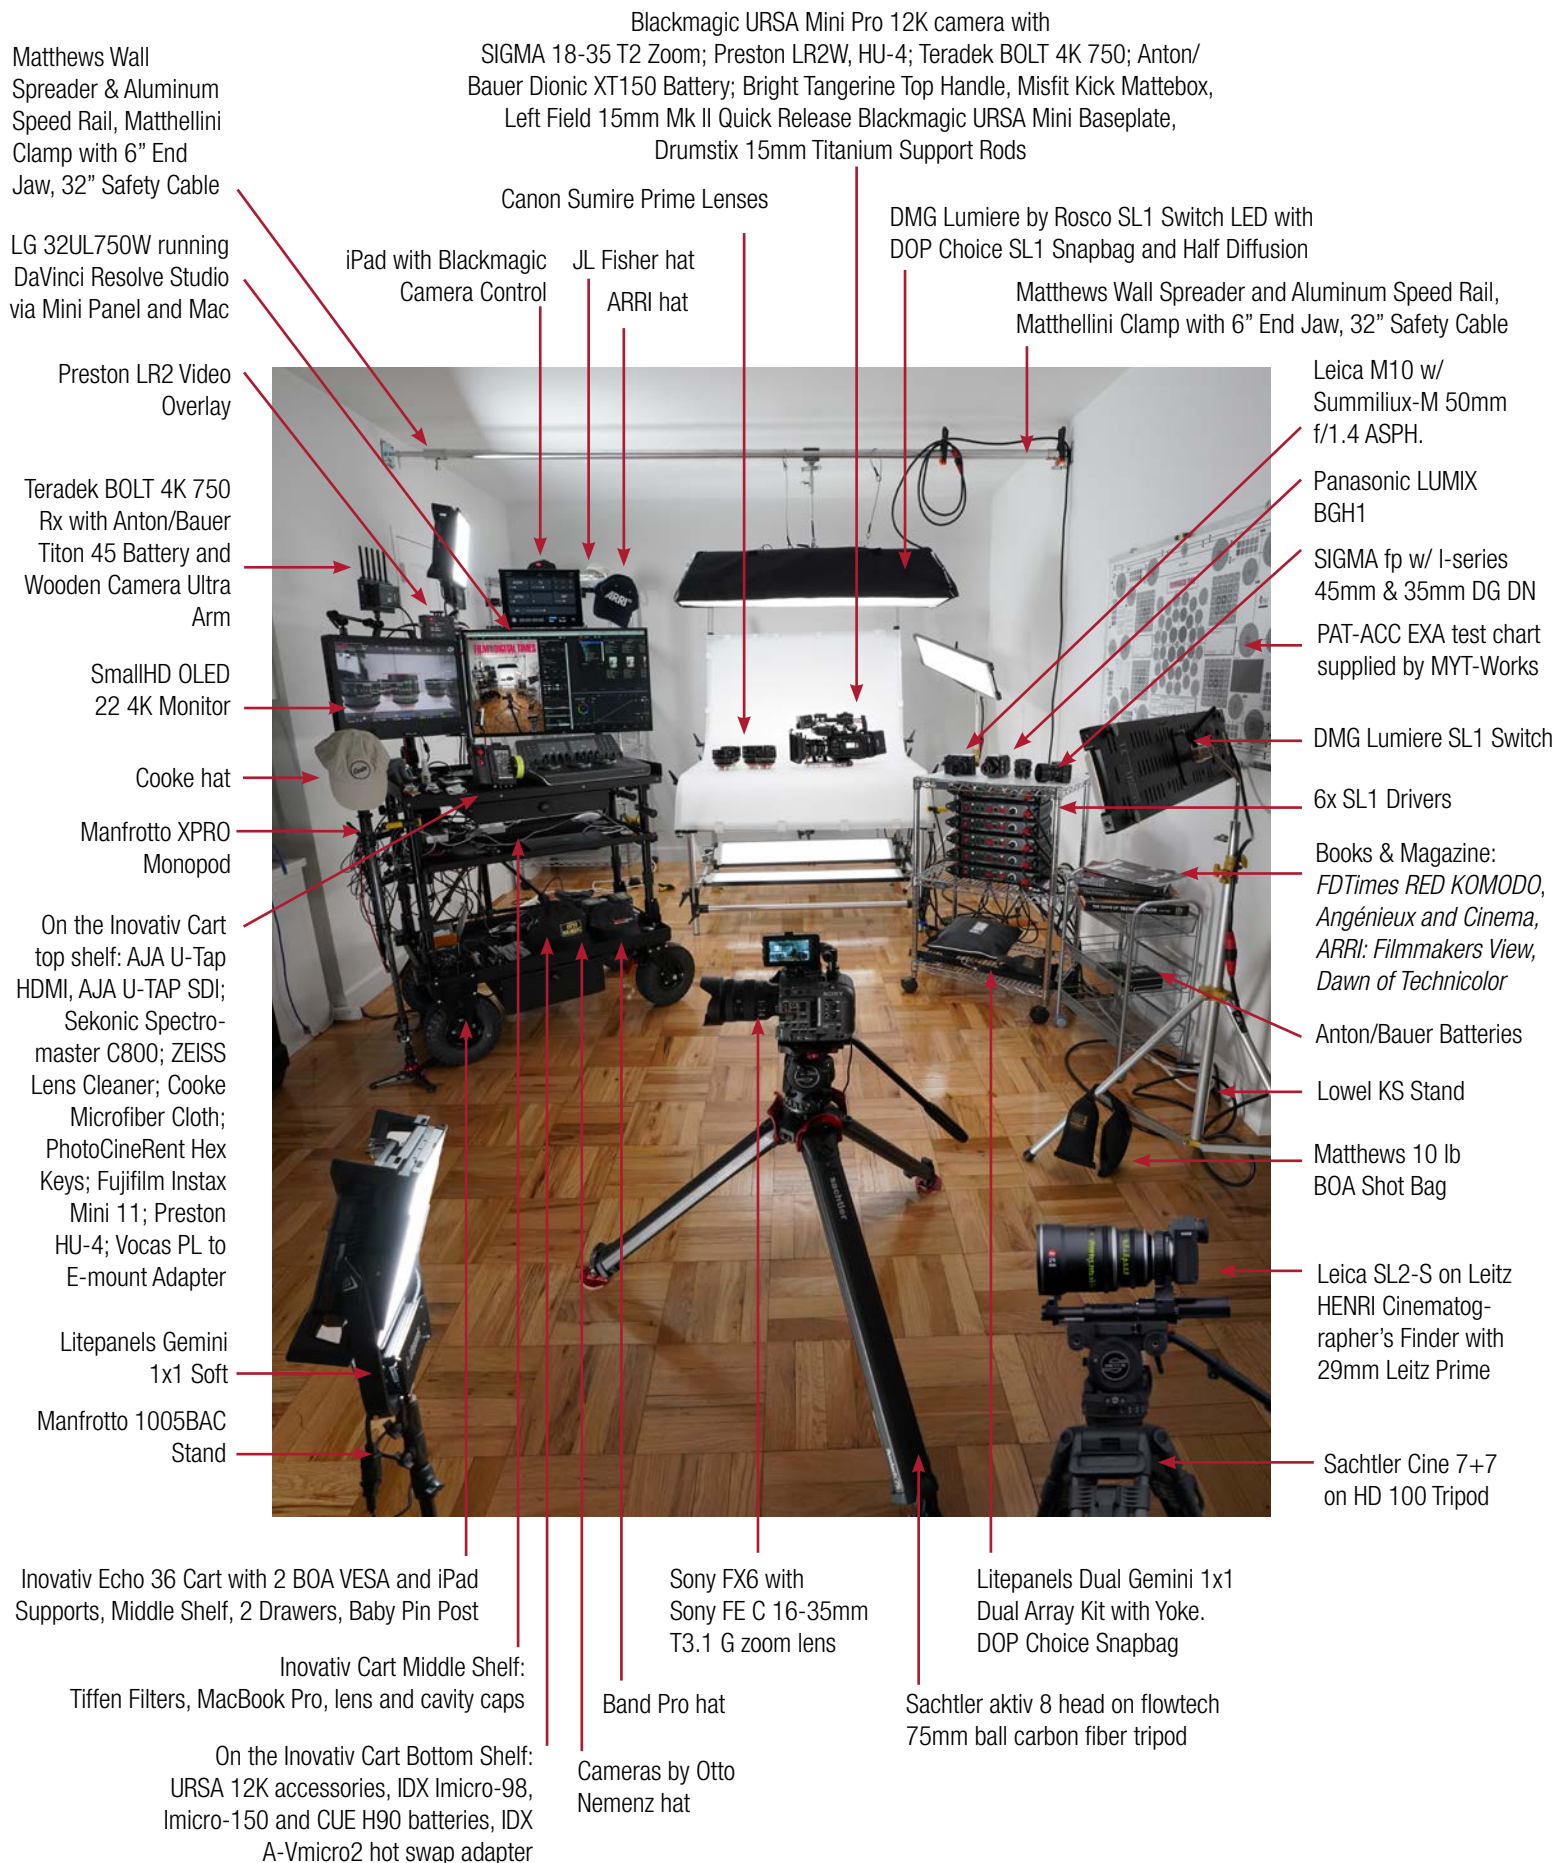 Blackmagic URSA Mini Pro 12K camera with
SIGMA 18-35 T2 Zoom; Preston LR2W, HU-4; Teradek BOLT 4K 750; Anton/
Bauer Dionic XT150 Battery; Bright Tangerine Top Handle, Misfit Kick Mattebox,
Left Field 15mm Mk II Quick Release Blackmagic URSA Mini Baseplate,
Drumstix 15mm Titanium Support Rods
Matthews Wall
Spreader & Aluminum
Speed Rail, Matthellini
Clamp with 6” End
Jaw, 32” Safety Cable
Canon Sumire Prime Lenses
DMG Lumiere by Rosco SL1 Switch LED with
DOP Choice SL1 Snapbag and Half Diffusion
LG 32UL750W running
DaVinci Resolve Studio
via Mini Panel and Mac
iPad with Blackmagic
Camera Control
JL Fisher hat
ARRI hat
Matthews Wall Spreader and Aluminum Speed Rail,
Matthellini Clamp with 6” End Jaw, 32” Safety Cable
Preston LR2 Video
Overlay
Leica M10 w/
Summiliux-M 50mm
f/1.4 ASPH.
Teradek BOLT 4K 750
Rx with Anton/Bauer
Titon 45 Battery and
Wooden Camera Ultra
Arm
Panasonic LUMIX
BGH1
SIGMA fp w/ I-series
45mm & 35mm DG DN
PAT-ACC EXA test chart
supplied by MYT-Works
SmallHD OLED
22 4K Monitor
DMG Lumiere SL1 Switch
Cooke hat
6x SL1 Drivers
Manfrotto XPRO
Monopod
Books & Magazine:
FDTimes RED KOMODO,
Angénieux and Cinema,
ARRI: Filmmakers View,
Dawn of Technicolor
On the Inovativ Cart
top shelf: AJA U-Tap
HDMI, AJA U-TAP SDI;
Sekonic Spectro-
master C800; ZEISS
Lens Cleaner; Cooke
Microfiber Cloth;
PhotoCineRent Hex
Keys; Fujifilm Instax
Mini 11; Preston
HU-4; Vocas PL to
E-mount Adapter
Anton/Bauer Batteries
Lowel KS Stand
Matthews 10 lb
BOA Shot Bag
Leica SL2-S on Leitz
HENRI Cinematog-
rapher’s Finder with
29mm Leitz Prime
Litepanels Gemini
1x1 Soft
Manfrotto 1005BAC
Stand
Sachtler Cine 7+7
on HD 100 Tripod
ARRI
FILM DIGITAL TIMES
SONY
sachtler
Inovativ Echo 36 Cart with 2 BOA VESA and iPad
Supports, Middle Shelf, 2 Drawers, Baby Pin Post
Sony FX6 with
Sony FE C 16-35mm
T3.1 G zoom lens
Litepanels Dual Gemini 1x1
Dual Array Kit with Yoke.
DOP Choice Snapbag
Inovativ Cart Middle Shelf:
Tiffen Filters, MacBook Pro, lens and cavity caps
Band Pro hat
Sachtler aktiv 8 head on flowtech
75mm ball carbon fiber tripod
On the Inovativ Cart Bottom Shelf:
URSA 12K accessories, IDX Imicro-98,
Imicro-150 and CUE H90 batteries, IDX
A-Vmicro2 hot swap adapter
Cameras by Otto
Nemenz hat